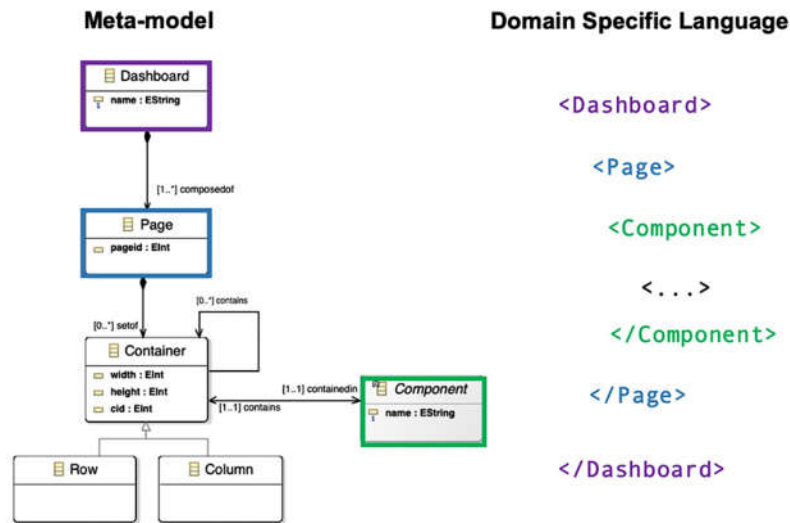 Meta-model
Domain Specific Language
Dashboard
name : EString
[1..*] composedof
Page
pageid : EInt
[0..*] contains
[0..*] setof
Container
width : EInt
height : EInt
cid : EInt
[1..1] containedin
[1..1] contains
Component
name : EString
Row
Column
<Dashboard>
<Page>
<Component>
<...>
</Component>
</Page>
</Dashboard>